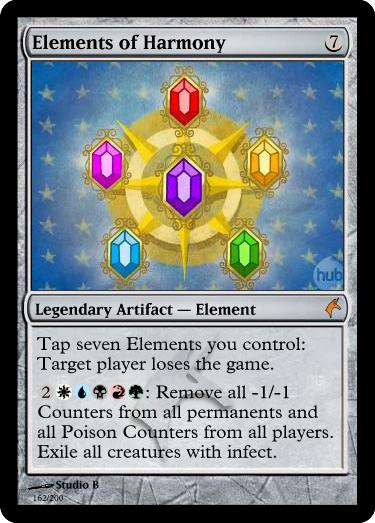 Elements of Harmony 7
hub
Legendary Artifact — Element
Tap seven Elements you control:
Target player loses the game.
2 : Remove all -1/-1
Counters from all permanents and
all Poison Counters from all players.
Exile all creatures with infect.
Studio B
162/200